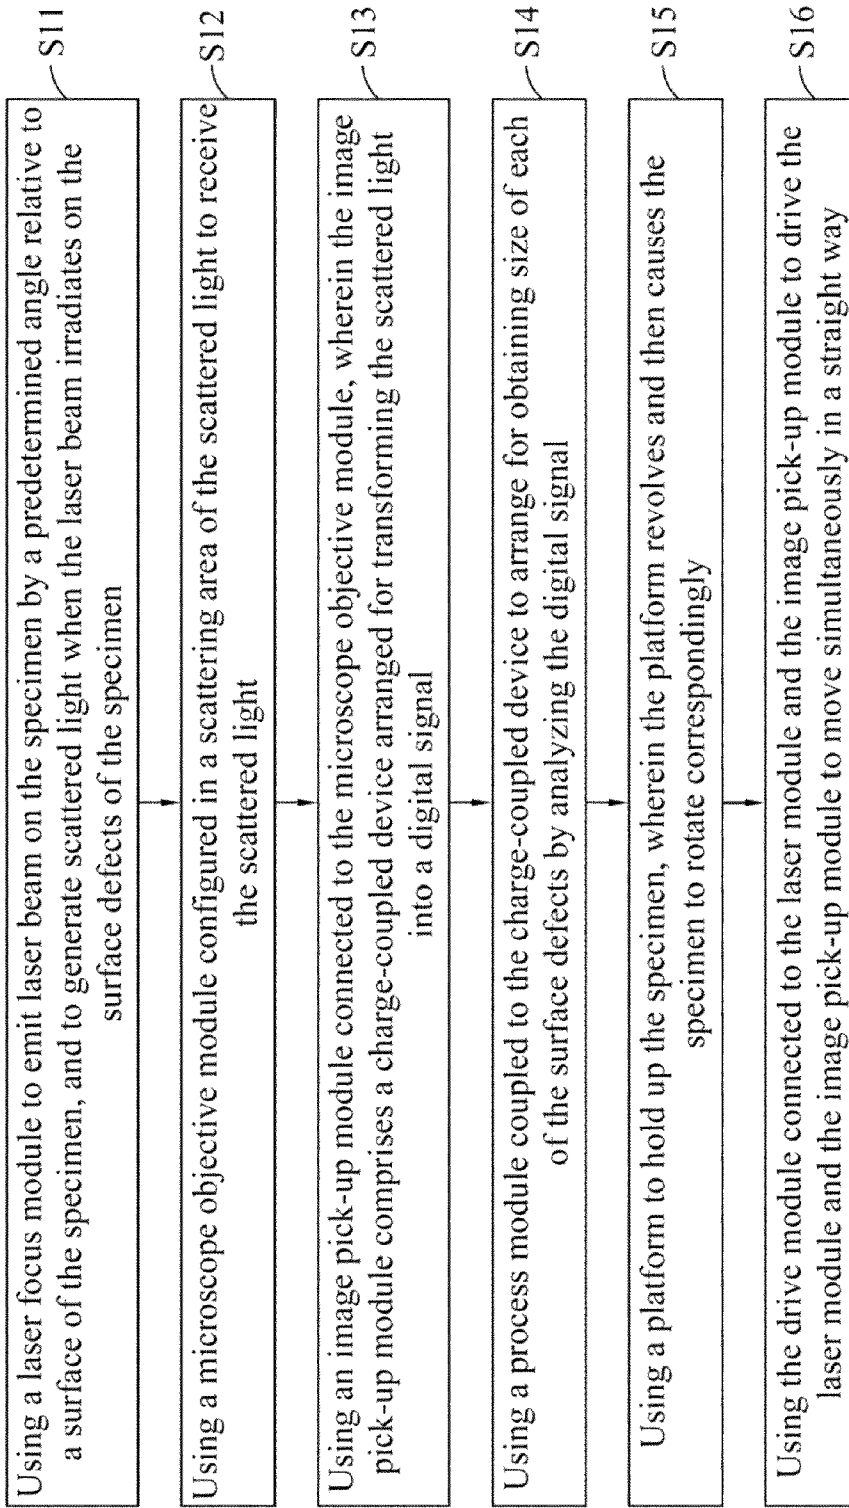 Using a laser focus module to emit laser beam on the specimen by a predetermined angle relative to
a surface of the specimen, and to generate scattered light when the laser beam irradiates on the
surface defects of the specimen
S11
Using a microscope objective module configured in a scattering area of the scattered light to receive
the scattered light
S12
Using an image pick-up module connected to the microscope objective module, wherein the image
pick-up module comprises a charge-coupled device arranged for transforming the scattered light
into a digital signal
S13
Using a process module coupled to the charge-coupled device to arrange for obtaining size of each
of the surface defects by analyzing the digital signal
S14
Using a platform to hold up the specimen, wherein the platform revolves and then causes the
specimen to rotate correspondingly
S15
Using the drive module connected to the laser module and the image pick-up module to drive the
laser module and the image pick-up module to move simultaneously in a straight way
S16